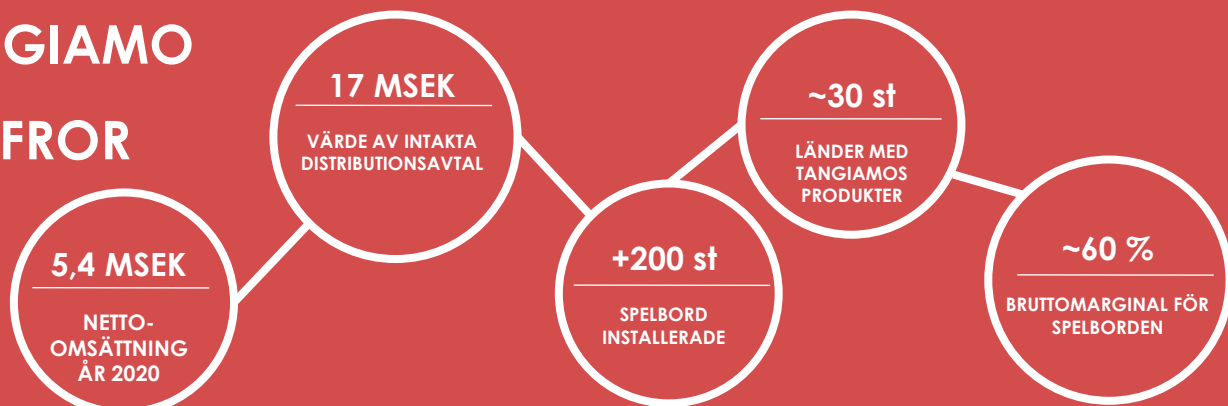 GIAMO
FROR
5,4 MSEK
NETTO-
OMSÄTTNING
ÅR 2020
17 MSEK
VÄRDE AV INTAKTA
DISTRIBUTIONSAVTAL
+200 st
SPELBORD
INSTALLERADE
~30 st
LÄNDER MED
TANGIAMOS
PRODUKTER
~60 %
BRUTTOMARGINAL FÖR
SPELBORDEN